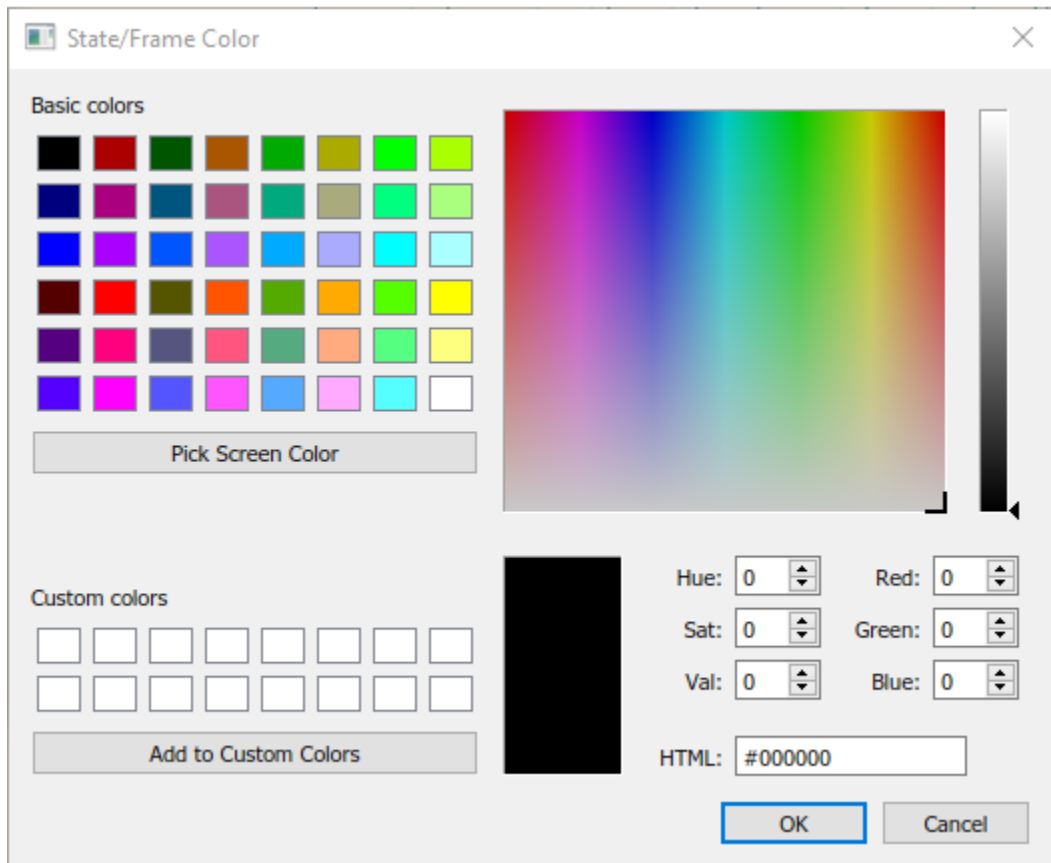 State/Frame Color
Basic colors
Pick Screen Color
Custom colors
Add to Custom Colors
Hue: 0 Red: 0
Sat: 0 Green: 0
Val: 0 Blue: 0
HTML: #000000
OK Cancel